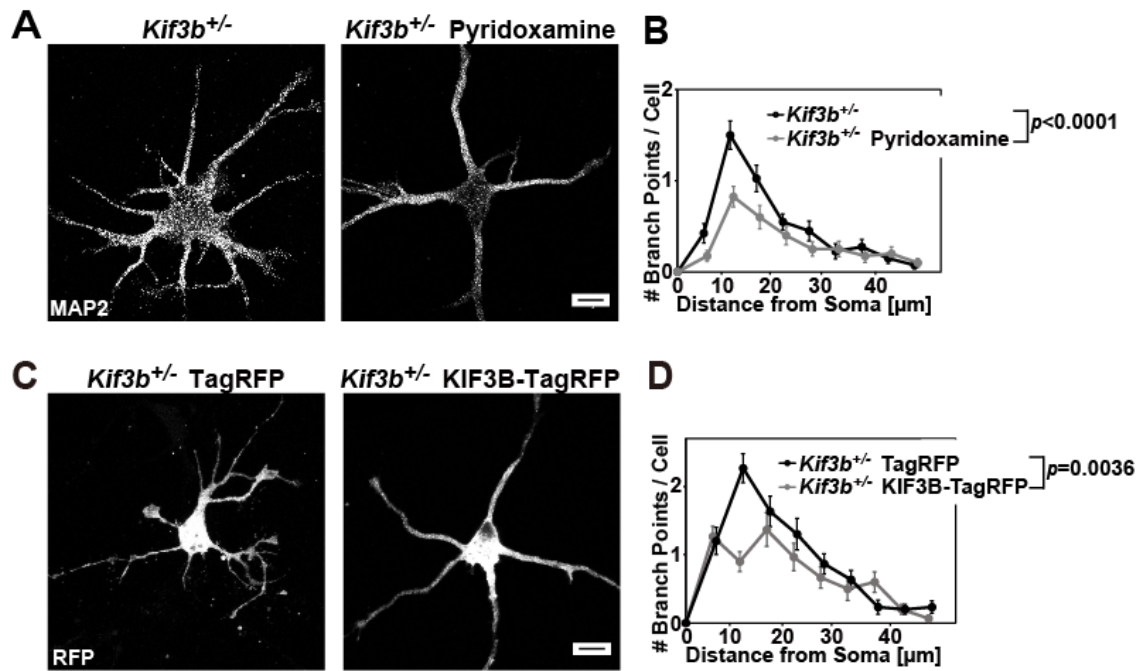 A
Kif3b+/-
Kif3b+/- Pyridoxamine
MAP2
B
2
1
0
# Branch Points / Cell
Kif3b+/-
Kif3b+/- Pyridoxamine
p<0.0001
0 10 20 30 40
Distance from Soma [µm]
C
Kif3b+/- TagRFP
Kif3b+/- KIF3B-TagRFP
RFP
D
2
1
0
# Branch Points / Cell
Kif3b+/- TagRFP
Kif3b+/- KIF3B-TagRFP
p=0.0036
0 10 20 30 40
Distance from Soma [µm]